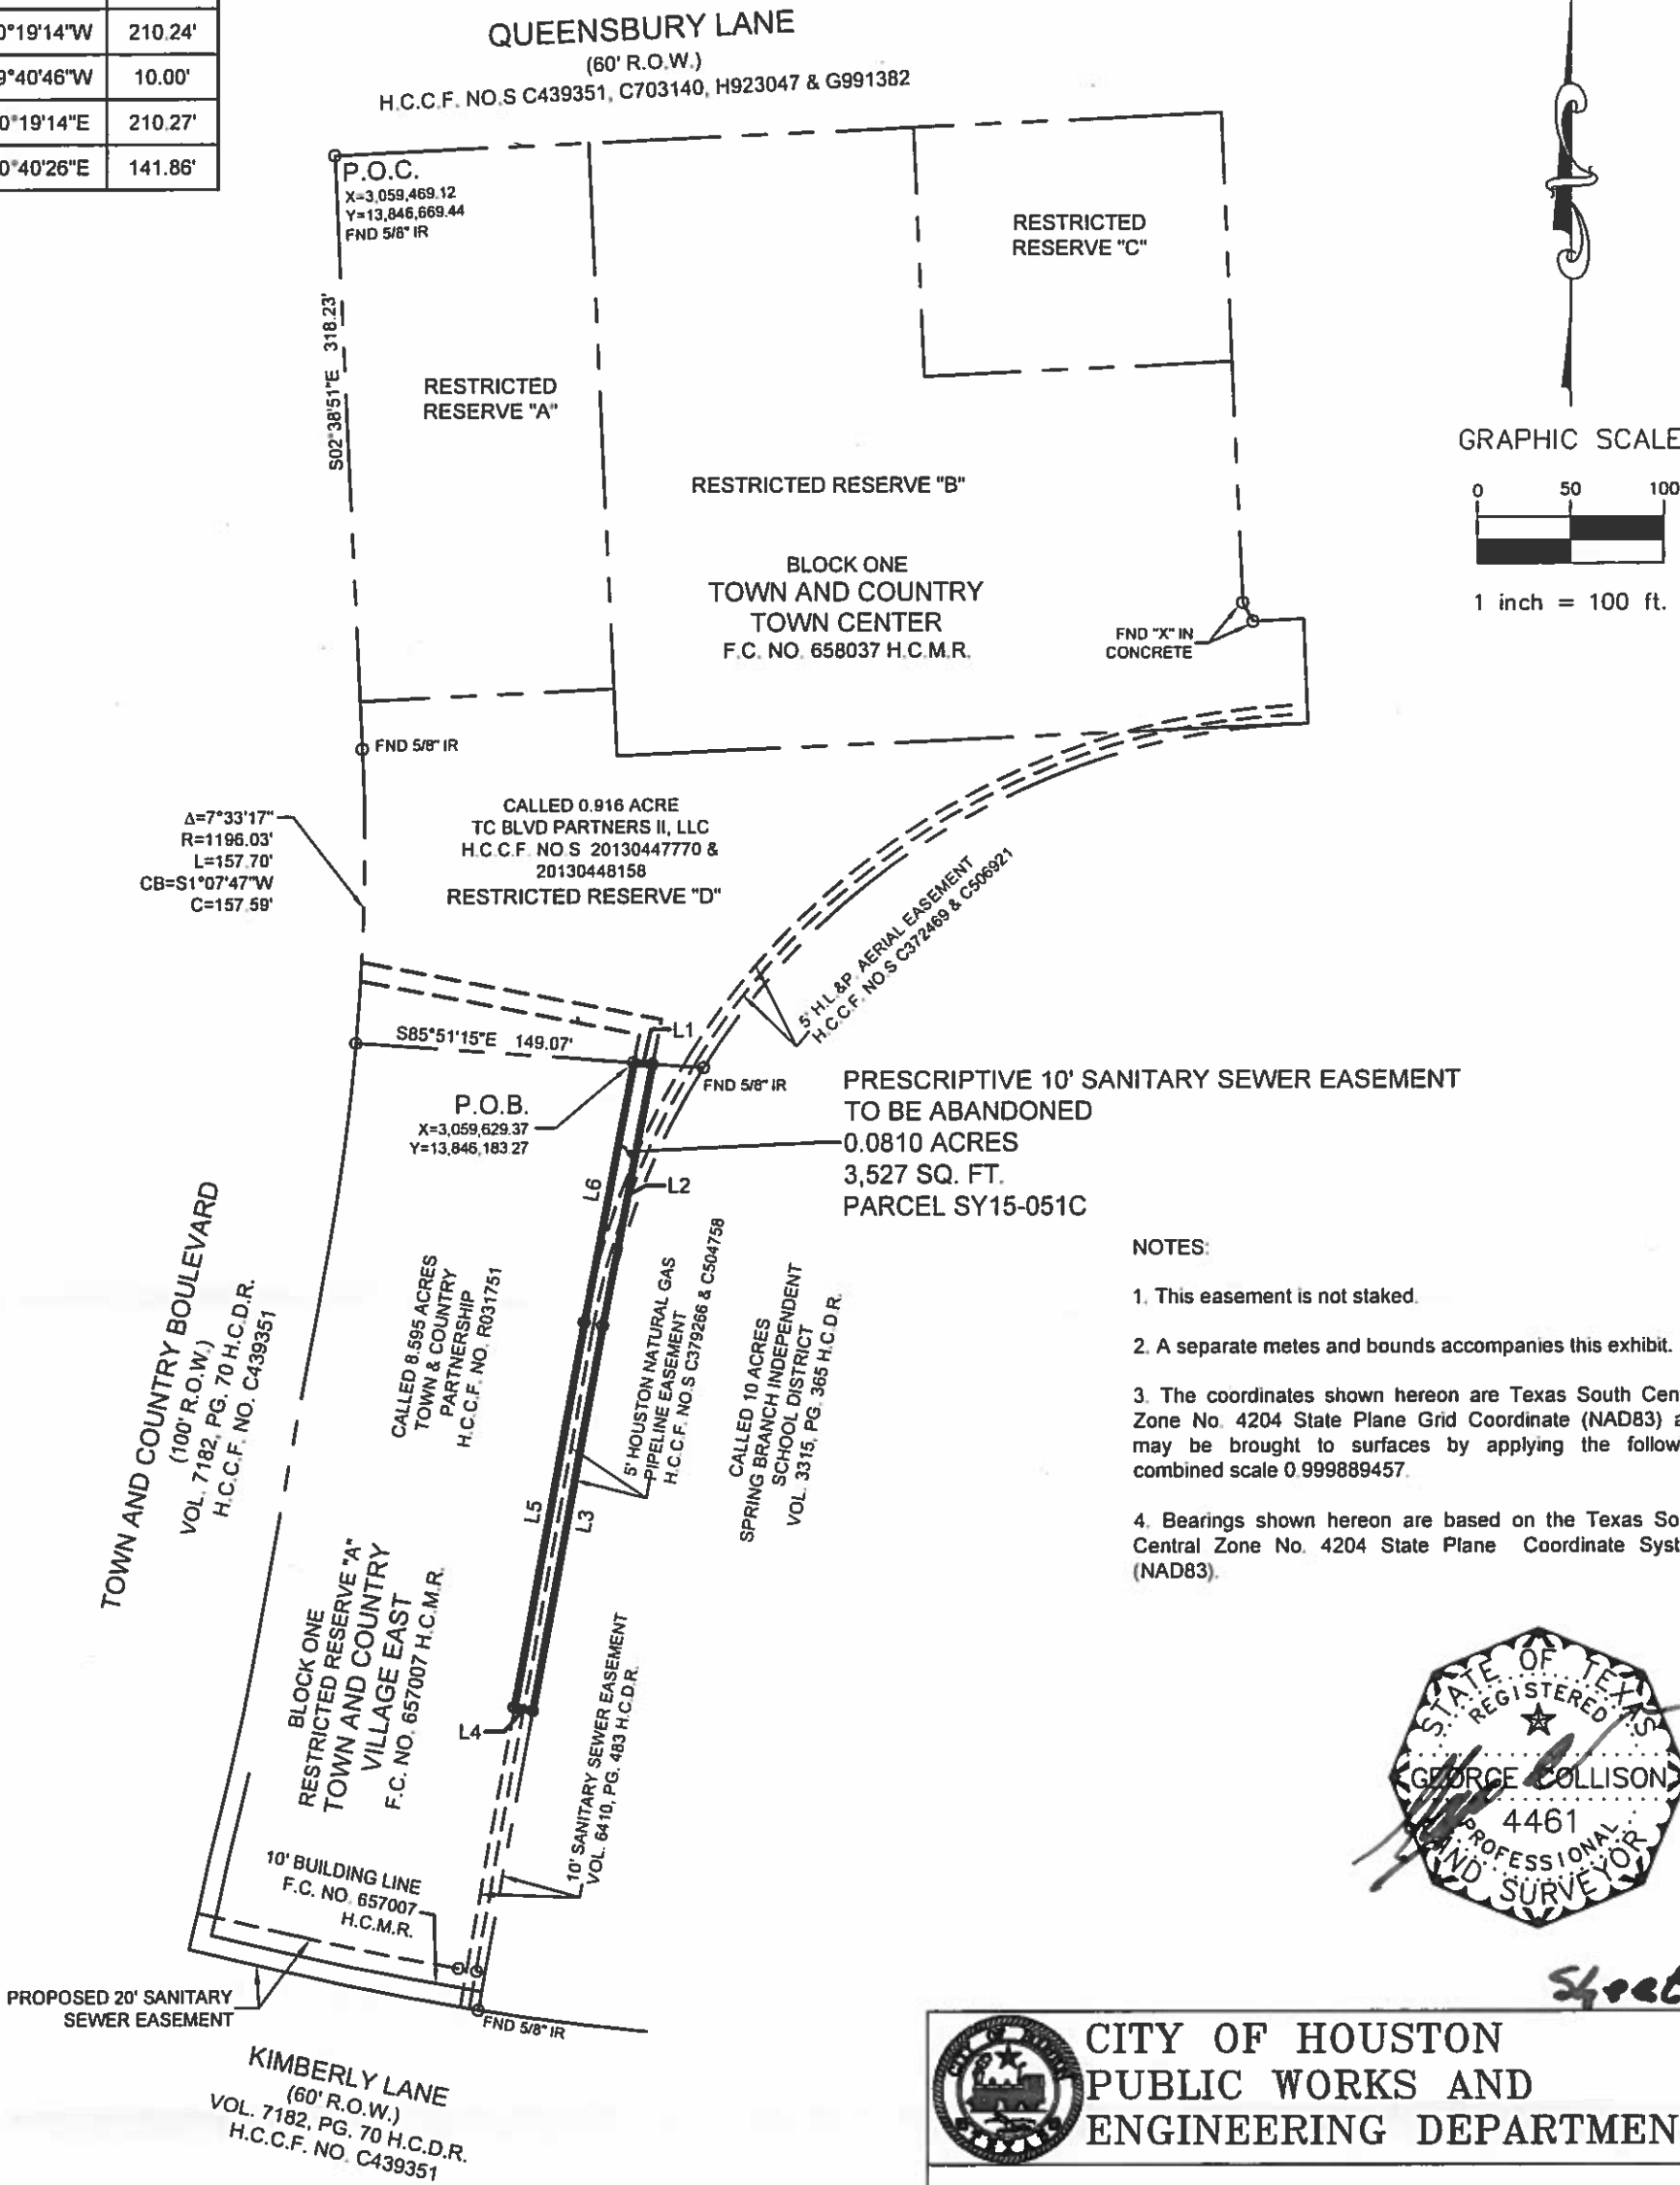 0°19'14"W 210.24'
9°40'46"W 10.00'
0°19'14"E 210.27'
0°40'26"E 141.86'
QUEENSBURY LANE
(60' R.O.W.)
H.C.C.F. NO.S C439351, C703140, H923047 & G991382
P.O.C.
X=3,059,469.12
Y=13,846,669.44
FND 5/8" IR
S02°38'51"E 318.23'
RESTRICTED
RESERVE "A"
RESTRICTED
RESERVE "C"
RESTRICTED RESERVE "B"
BLOCK ONE
TOWN AND COUNTRY
TOWN CENTER
F.C. NO. 658037 H.C.M.R.
FND "X" IN
CONCRETE
GRAPHIC SCALE
0 50 100
1 inch = 100 ft.
FND 5/8" IR
Δ=7°33'17"
R=1196.03'
L=157.70'
CB=S1°07'47"W
C=157.59'
CALLED 0.916 ACRE
TC BLVD PARTNERS II, LLC
H.C.C.F. NO.S 20130447770 &
20130448158
RESTRICTED RESERVE "D"
5' H.L.&P. AERIAL EASEMENT
H.C.C.F. NO.S C372469 & C506921
S85°51'15"E 149.07'
L1
FND 5/8" IR
P.O.B.
X=3,059,629.37
Y=13,846,183.27
PRESCRIPTIVE 10' SANITARY SEWER EASEMENT
TO BE ABANDONED
0.0810 ACRES
3,527 SQ. FT.
PARCEL SY15-051C
L6
L2
TOWN AND COUNTRY BOULEVARD
(100' R.O.W.)
VOL. 7182, PG. 70 H.C.D.R.
H.C.C.F. NO. C439351
CALLED 8.595 ACRES
TOWN & COUNTRY
PARTNERSHIP
H.C.C.F. NO. R031751
5' HOUSTON NATURAL GAS
PIPELINE EASEMENT
H.C.C.F. NO.S C379266 & C504758
CALLED 10 ACRES
SPRING BRANCH INDEPENDENT
SCHOOL DISTRICT
VOL. 3315, PG. 365 H.C.D.R.
NOTES:
1. This easement is not staked.
2. A separate metes and bounds accompanies this exhibit.
3. The coordinates shown hereon are Texas South Cen
Zone No. 4204 State Plane Grid Coordinate (NAD83) a
may be brought to surfaces by applying the follow
combined scale 0.999889457.
4. Bearings shown hereon are based on the Texas So
Central Zone No. 4204 State Plane Coordinate Syst
(NAD83).
L5
L3
BLOCK ONE
RESTRICTED RESERVE "A"
TOWN AND COUNTRY
VILLAGE EAST
F.C. NO. 657007 H.C.M.R.
L4
10' SANITARY SEWER EASEMENT
VOL. 6410, PG. 483 H.C.D.R.
10' BUILDING LINE
F.C. NO. 657007
H.C.M.R.
PROPOSED 20' SANITARY
SEWER EASEMENT
FND 5/8" IR
KIMBERLY LANE
(60' R.O.W.)
VOL. 7182, PG. 70 H.C.D.R.
H.C.C.F. NO. C439351
STATE OF TEXAS
REGISTERED
GEORGE COLLISON
4461
PROFESSIONAL
LAND SURVEYOR
Sheet
CITY OF HOUSTON
TEXAS
CITY OF HOUSTON
PUBLIC WORKS AND
ENGINEERING DEPARTMEN